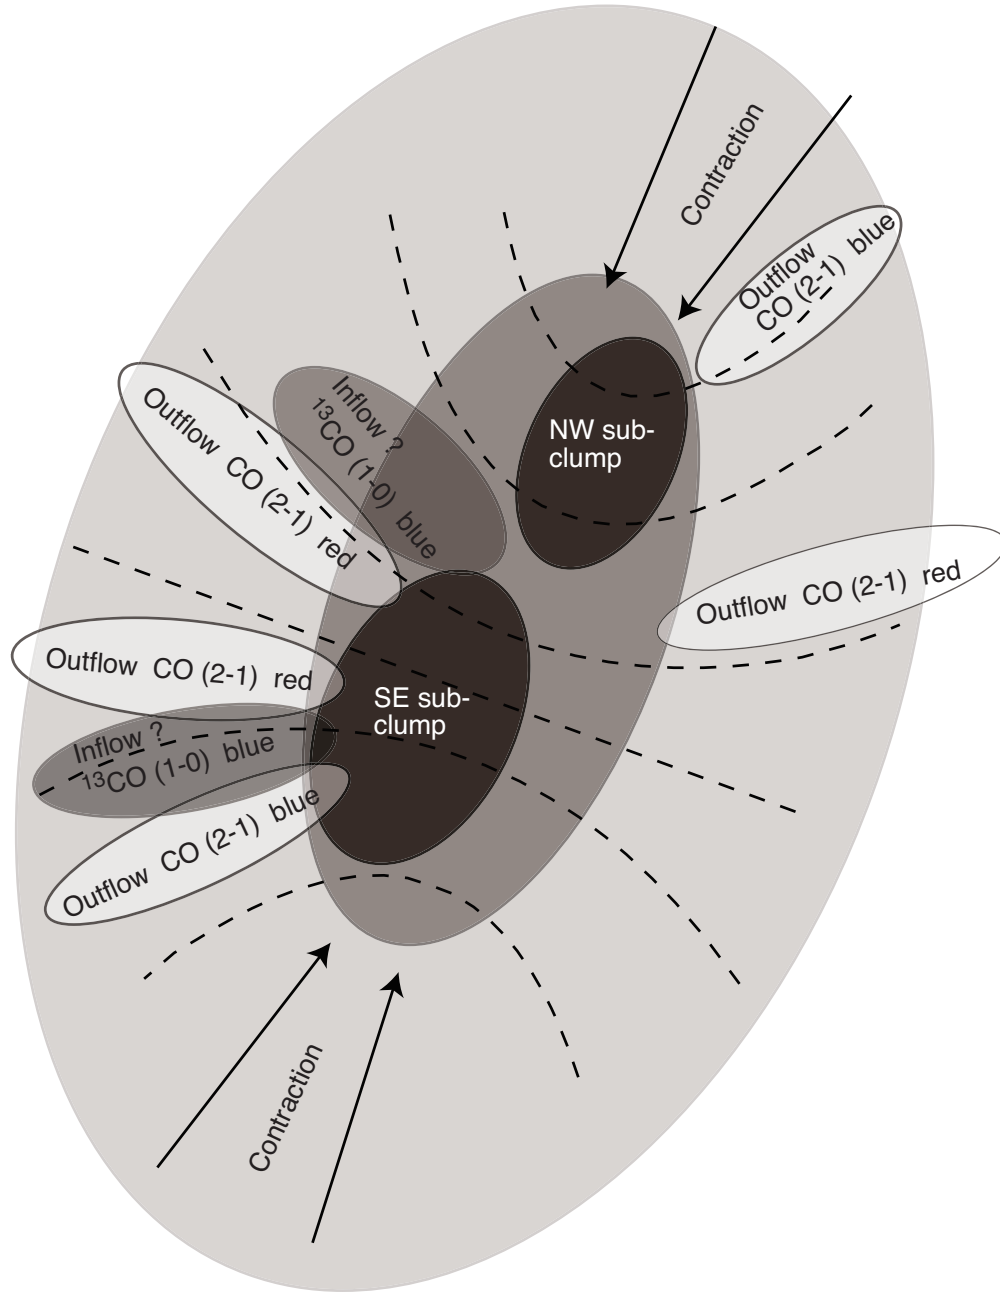 Contraction
Outflow
CO (2-1) blue
Inflow ?
¹³CO (1-0) blue
Outflow CO (2-1) red
NW sub-
clump
Outflow CO (2-1) red
Outflow CO (2-1) red
SE sub-
clump
Inflow ?
¹³CO (1-0) blue
Outflow CO (2-1) blue
Contraction